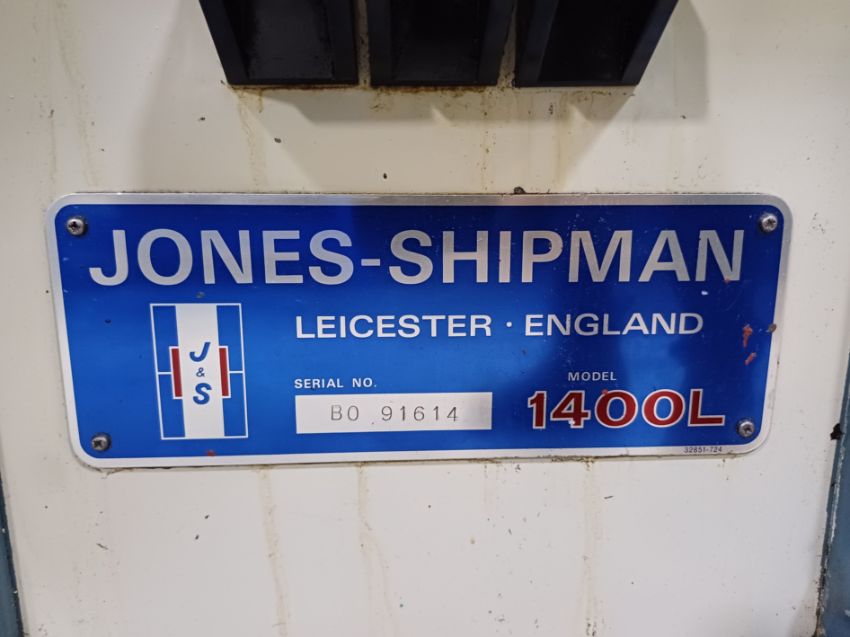 JONES-SHIPMAN
LEICESTER · ENGLAND
J
&
S
SERIAL NO.
BO 91614
MODEL
1400L
32851-724